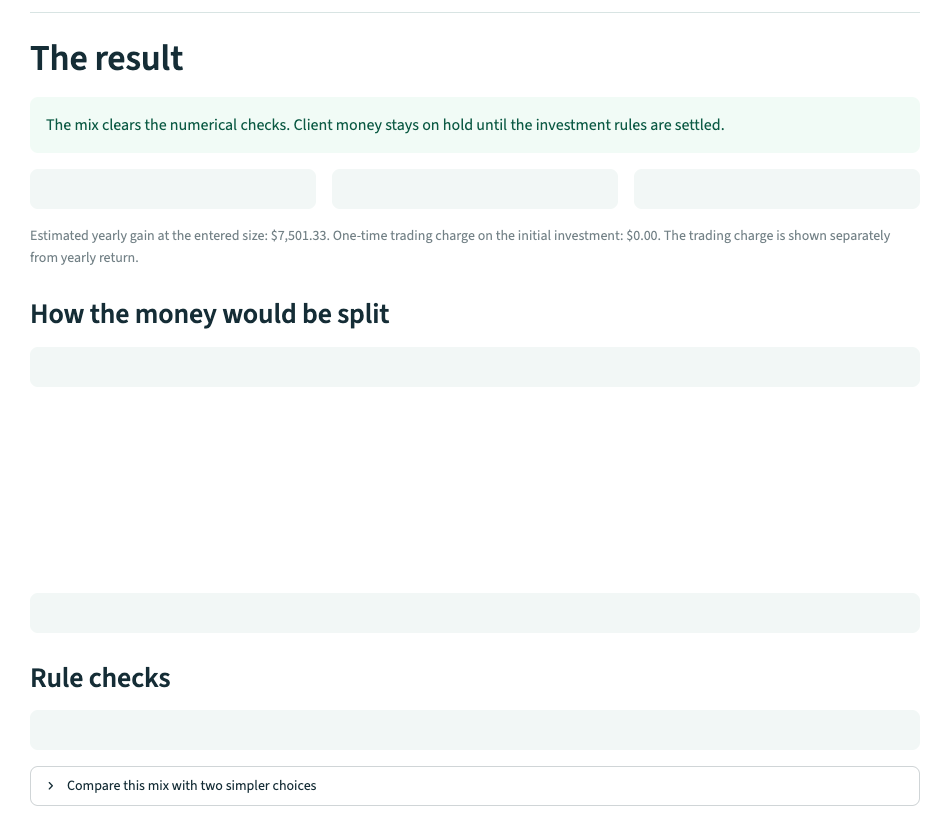 The result
The mix clears the numerical checks. Client money stays on hold until the investment rules are settled.
Estimated yearly gain at the entered size: $7,501.33. One-time trading charge on the initial investment: $0.00. The trading charge is shown separately
from yearly return.
How the money would be split
Rule checks
Compare this mix with two simpler choices